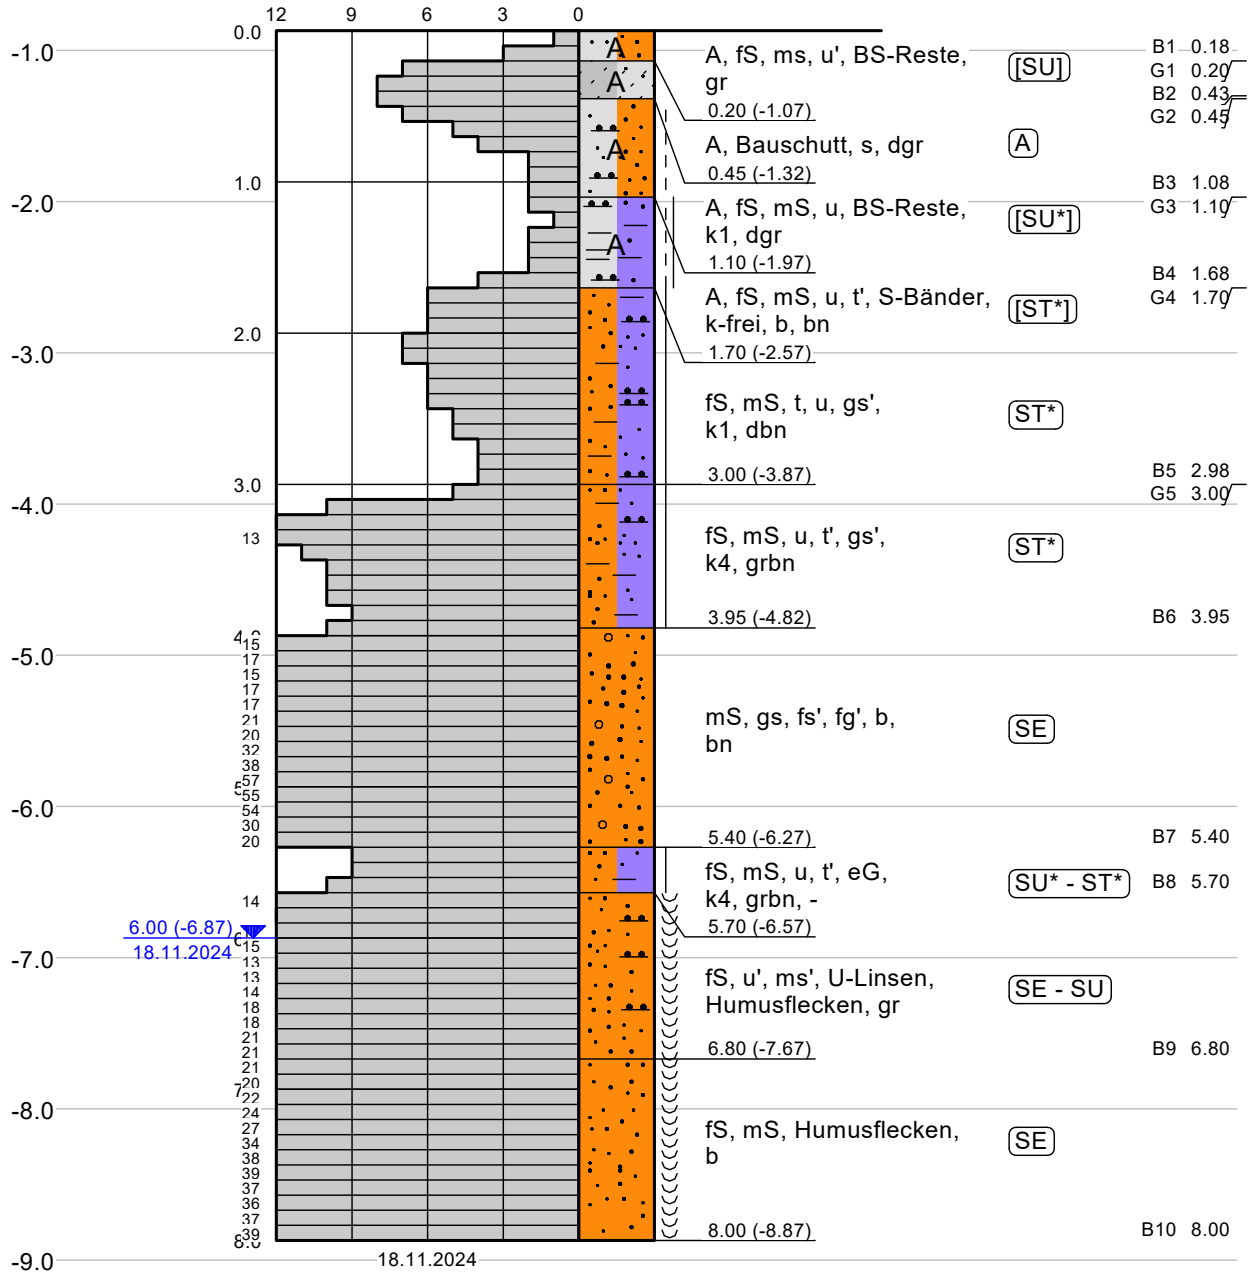 12 9 6 3 0
0.0
-1.0
-2.0
-3.0
-4.0
-5.0
-6.0
-7.0
-8.0
-9.0
1.0
2.0
3.0
13
15
17
15
17
17
21
20
32
38
57
55
54
30
20
14
15
13
13
14
18
18
21
21
21
20
22
24
27
34
38
39
37
36
37
39
8.0
6.00 (-6.87)
18.11.2024
18.11.2024
A
A
A
A
A, fS, ms, u', BS-Reste,
gr
0.20 (-1.07)
[SU]
A, Bauschutt, s, dgr
0.45 (-1.32)
A
A, fS, mS, u, BS-Reste,
k1, dgr
1.10 (-1.97)
[SU*]
A, fS, mS, u, t', S-Bänder,
k-frei, b, bn
1.70 (-2.57)
[ST*]
fS, mS, t, u, gs',
k1, dbn
3.00 (-3.87)
ST*
fS, mS, u, t', gs',
k4, grbn
3.95 (-4.82)
ST*
mS, gs, fs', fg', b,
bn
5.40 (-6.27)
SE
fS, mS, u, t', eG,
k4, grbn, -
5.70 (-6.57)
SU* - ST*
fS, u', ms', U-Linsen,
Humusflecken, gr
6.80 (-7.67)
SE - SU
fS, mS, Humusflecken,
b
8.00 (-8.87)
SE
B1 0.18
G1 0.20
B2 0.43
G2 0.45
B3 1.08
G3 1.10
B4 1.68
G4 1.70
B5 2.98
G5 3.00
B6 3.95
B7 5.40
B8 5.70
B9 6.80
B10 8.00